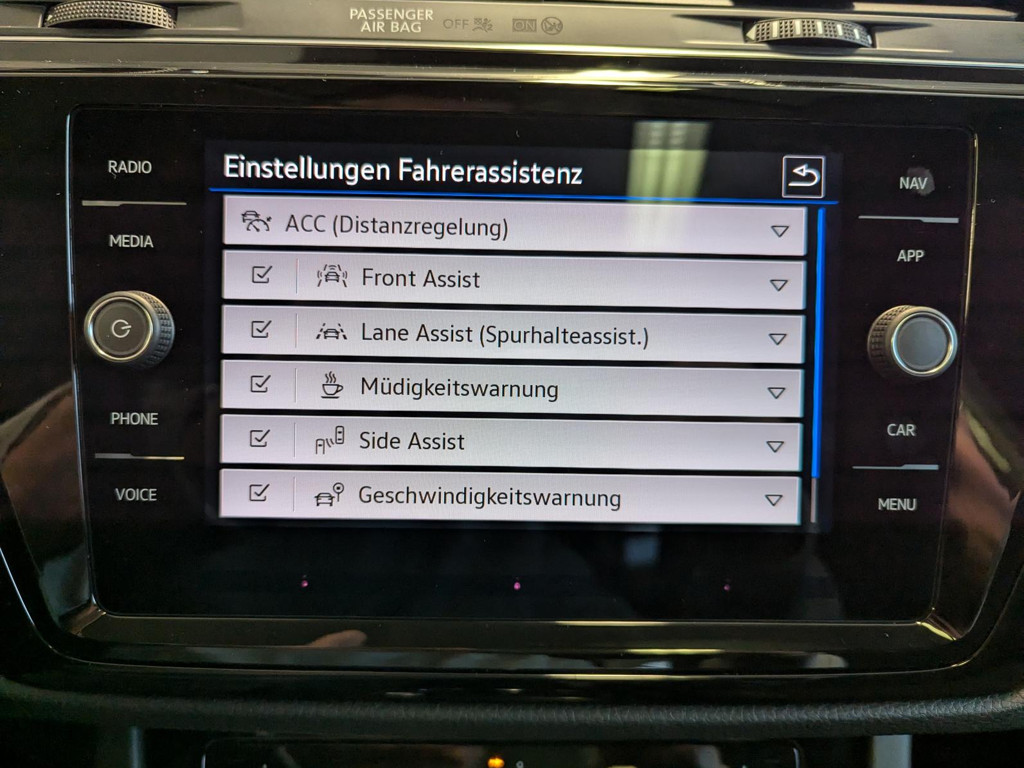 PASSENGER
AIR BAG
OFF
ON
RADIO
MEDIA
PHONE
VOICE
Einstellungen Fahrerassistenz
ACC (Distanzregelung)
Front Assist
Lane Assist (Spurhalteassist.)
Müdigkeitswarnung
Side Assist
Geschwindigkeitswarnung
NAV
APP
CAR
MENU